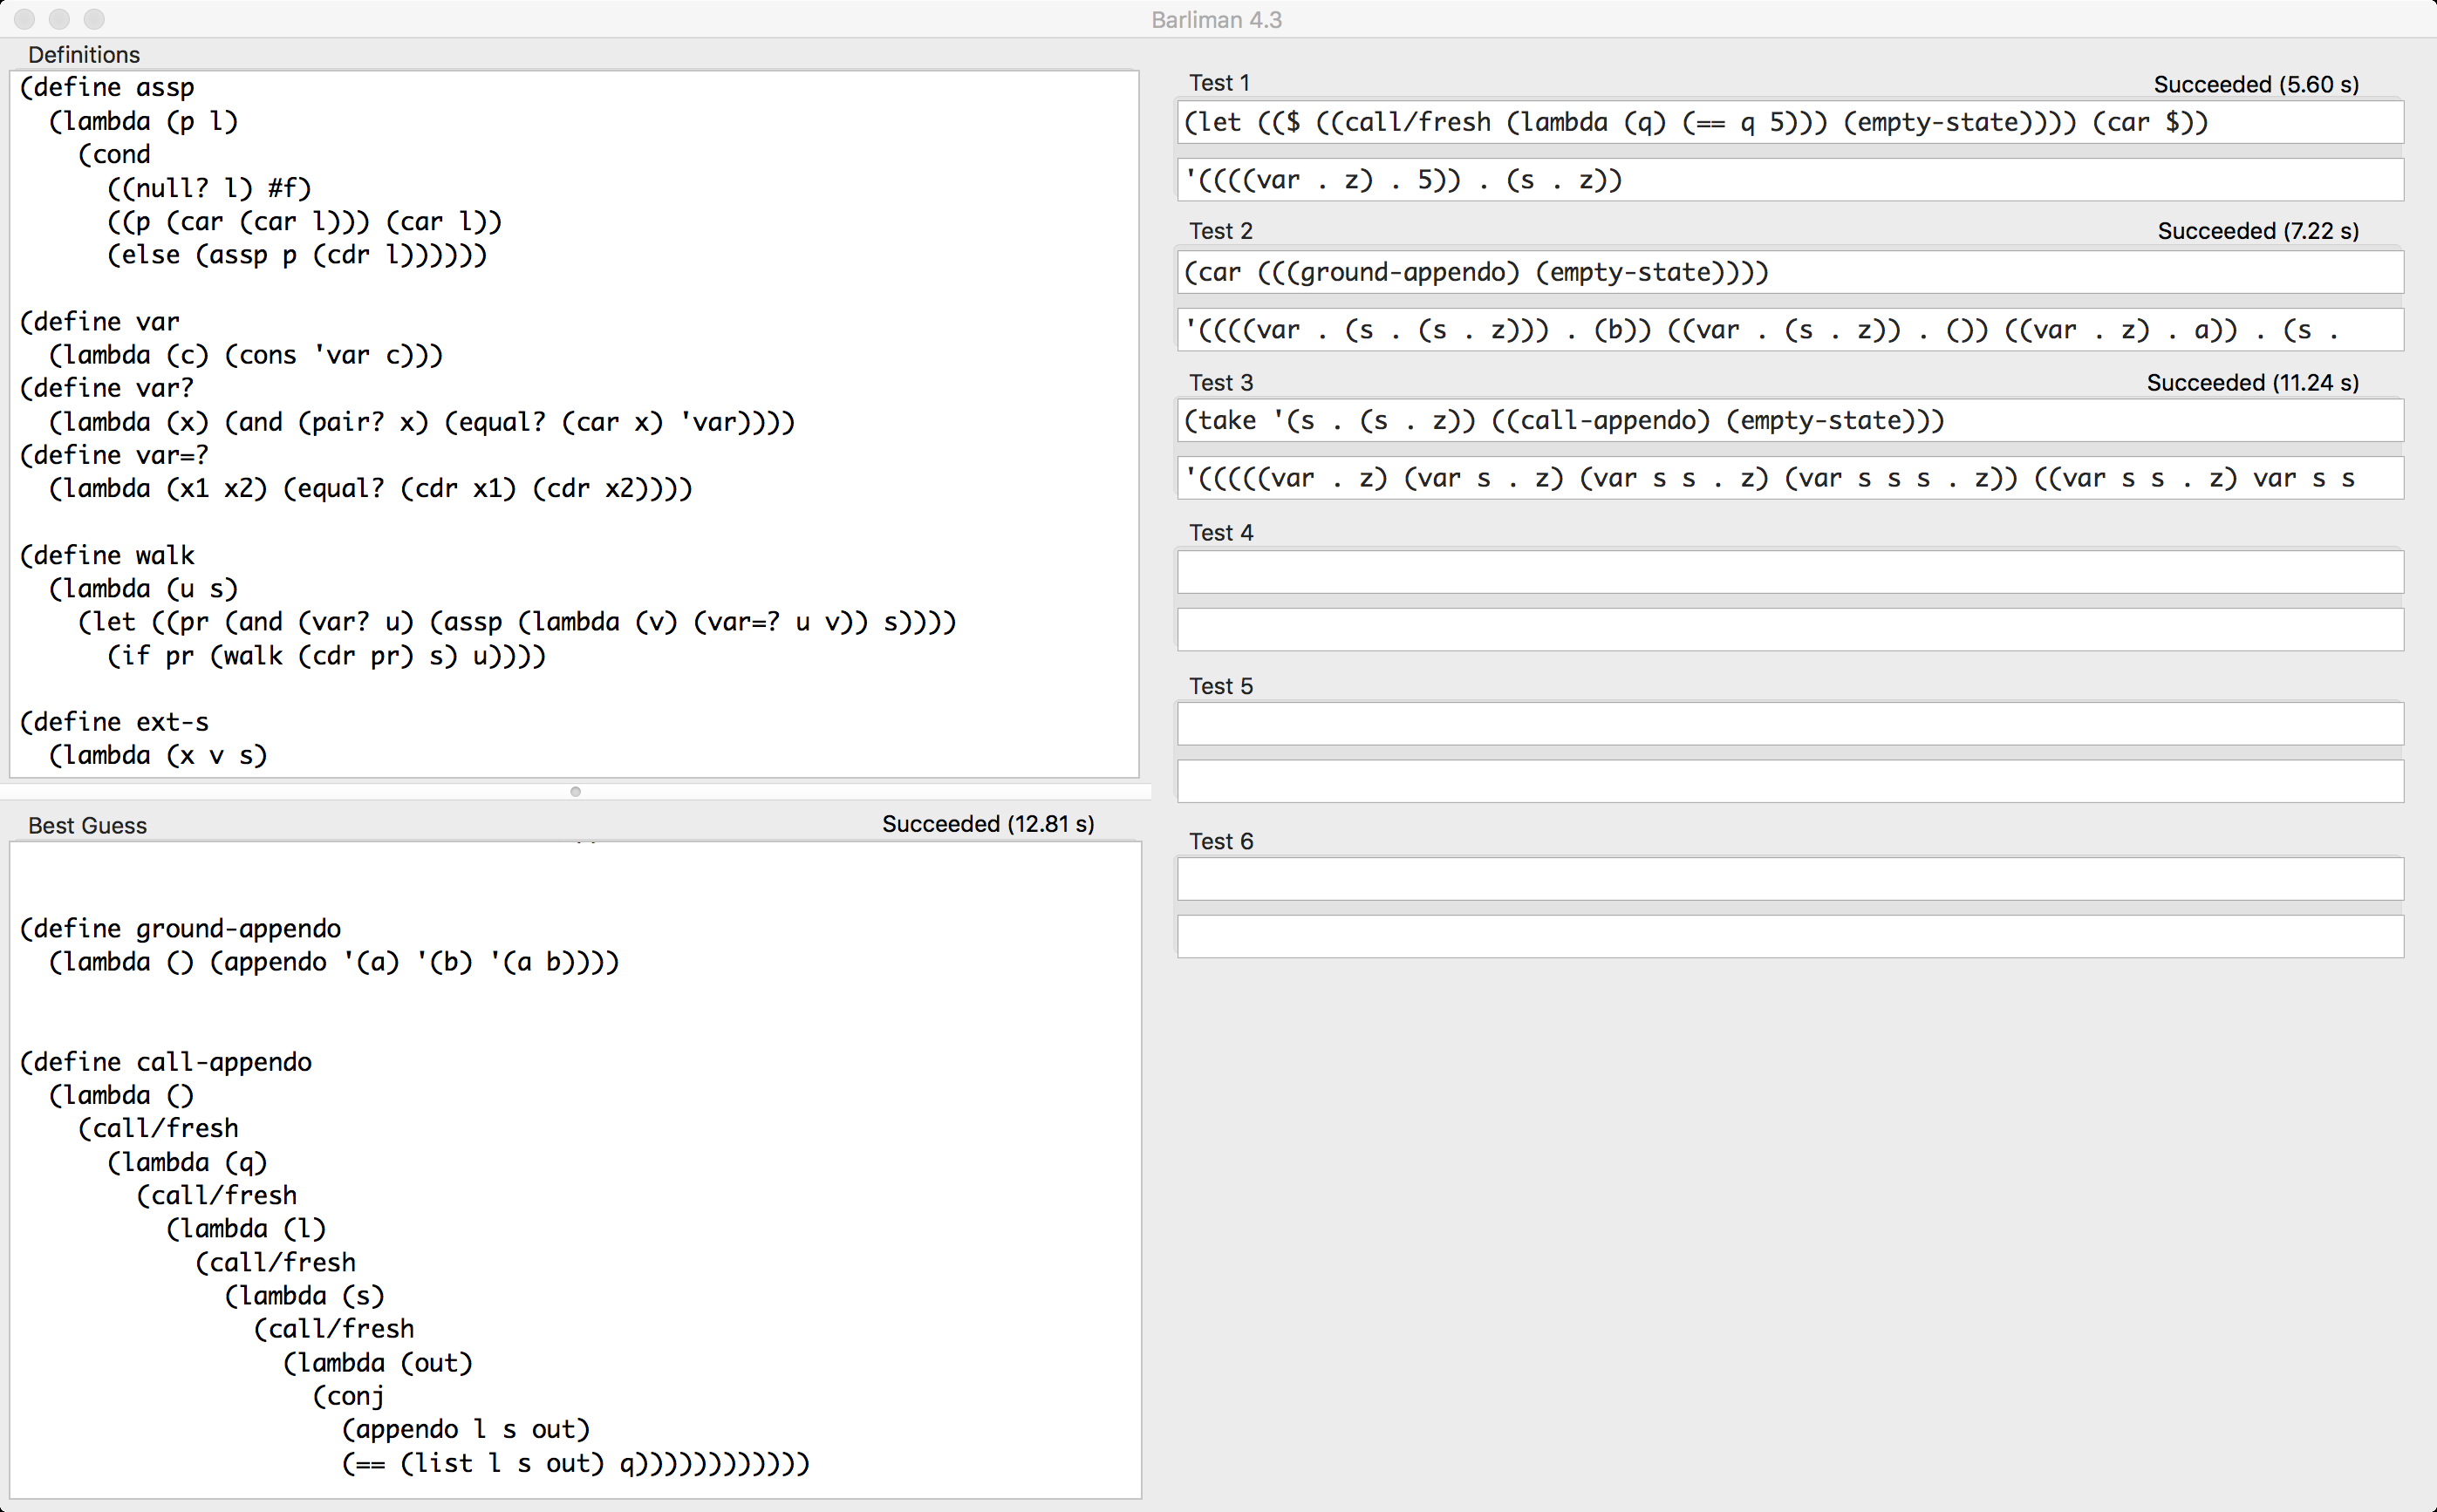 Barliman 4.3
Definitions
(define assp
  (lambda (p l)
    (cond
      ((null? l) #f)
      ((p (car (car l))) (car l))
      (else (assp p (cdr l))))))

(define var
  (lambda (c) (cons 'var c)))
(define var?
  (lambda (x) (and (pair? x) (equal? (car x) 'var))))
(define var=?
  (lambda (x1 x2) (equal? (cdr x1) (cdr x2))))

(define walk
  (lambda (u s)
    (let ((pr (and (var? u) (assp (lambda (v) (var=? u v)) s))))
      (if pr (walk (cdr pr) s) u))))

(define ext-s
  (lambda (x v s)
Best Guess
Succeeded (12.81 s)
(define ground-appendo
  (lambda () (appendo '(a) '(b) '(a b))))

(define call-appendo
  (lambda ()
    (call/fresh
      (lambda (q)
        (call/fresh
          (lambda (l)
            (call/fresh
              (lambda (s)
                (call/fresh
                  (lambda (out)
                    (conj
                      (appendo l s out)
                      (== (list l s out) q))))))))))))
Test 1
Succeeded (5.60 s)
(let (($ ((call/fresh (lambda (q) (== q 5))) (empty-state)))) (car $))
'((((var . z) . 5)) . (s . z))
Test 2
Succeeded (7.22 s)
(car (((ground-appendo) (empty-state))))
'((((var . (s . (s . z))) . (b)) ((var . (s . z)) . ()) ((var . z) . a)) . (s .
Test 3
Succeeded (11.24 s)
(take '(s . (s . z)) ((call-appendo) (empty-state)))
'(((((var . z) (var s . z) (var s s . z) (var s s s . z)) ((var s s . z) var s s
Test 4
Test 5
Test 6